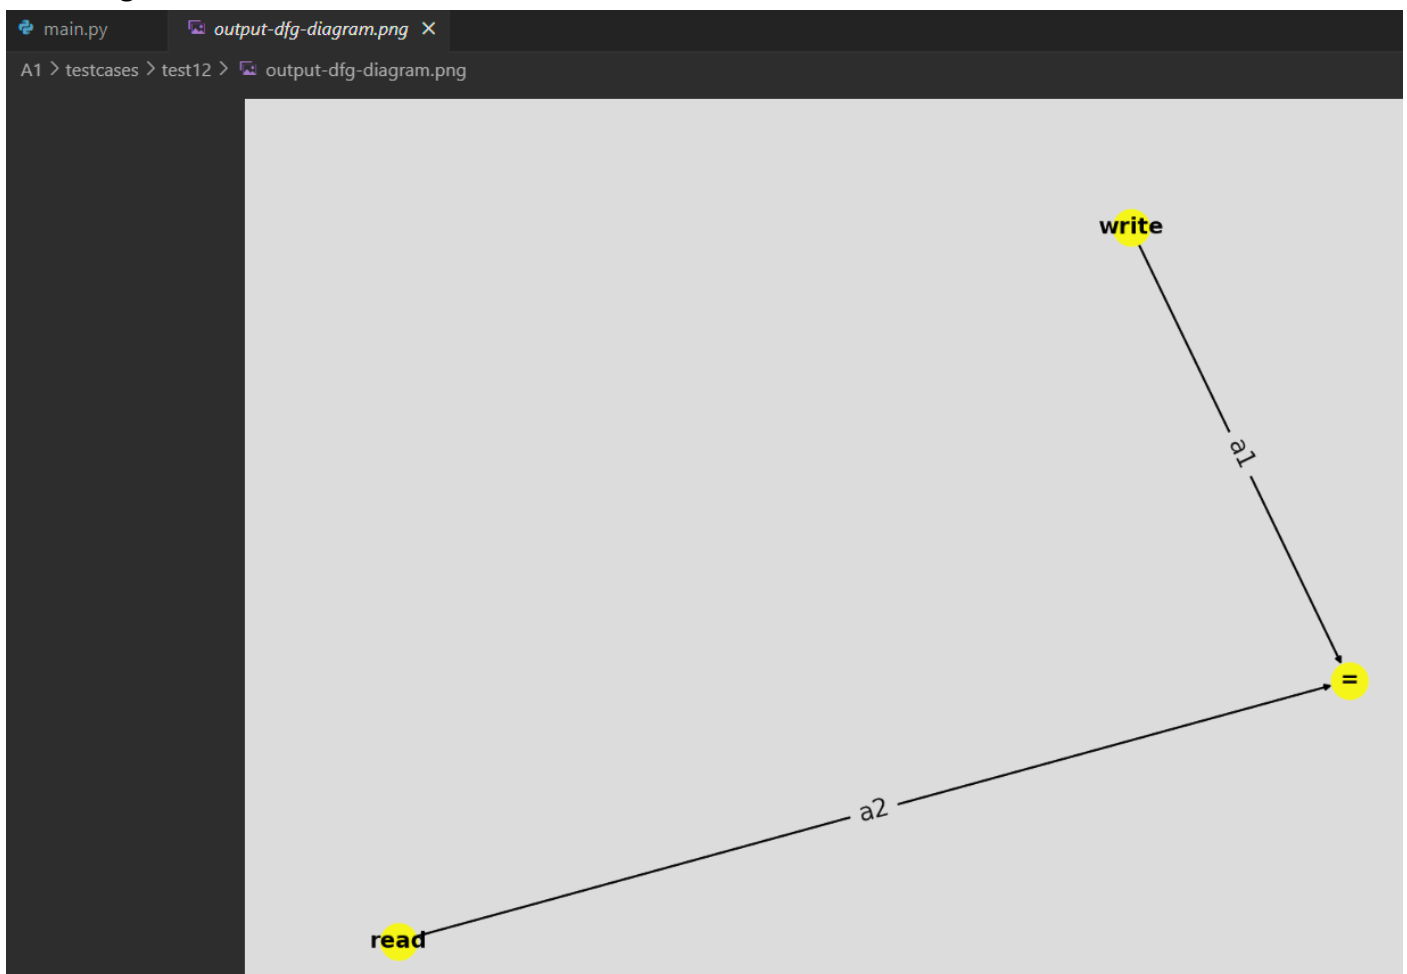 main.py output-dfg-diagram.png
A1 > testcases > test12 > output-dfg-diagram.png
write
a1
=
a2
read